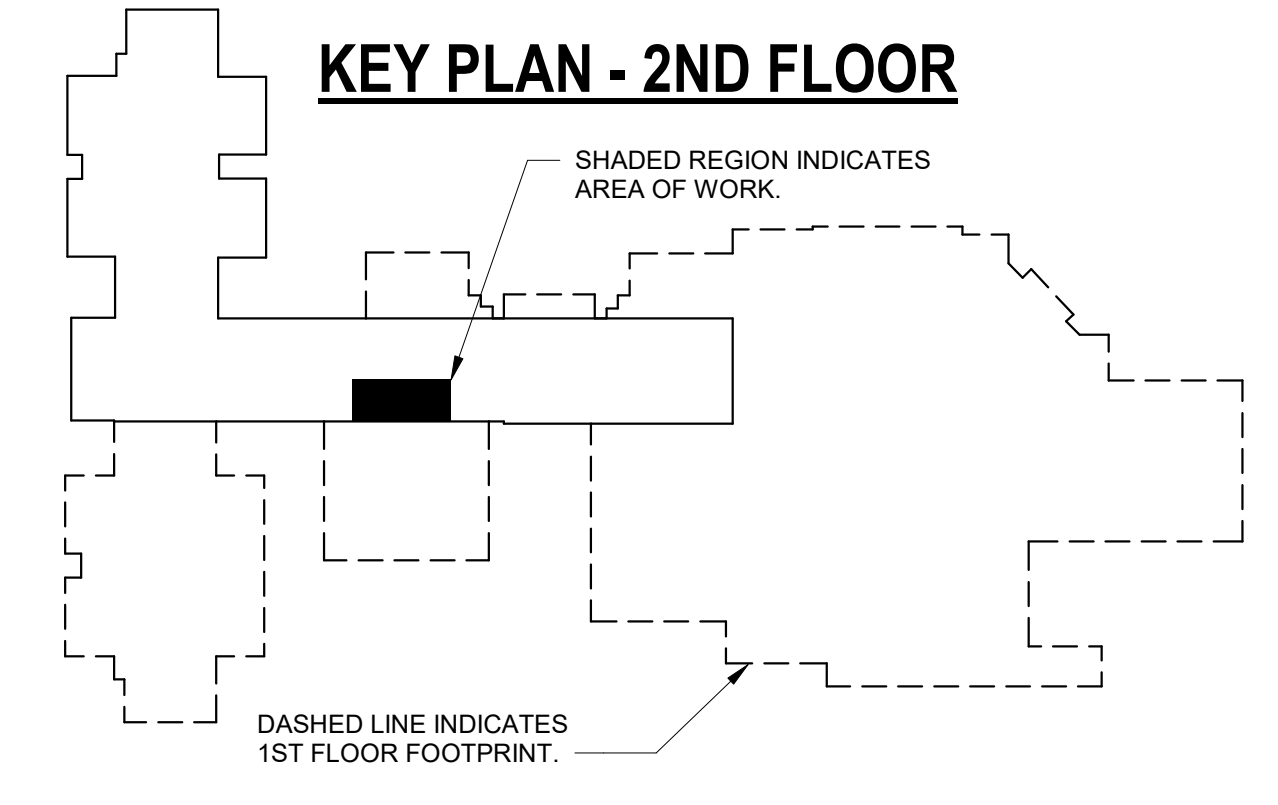 KEY PLAN - 2ND FLOOR
SHADED REGION INDICATES
AREA OF WORK.
DASHED LINE INDICATES
1ST FLOOR FOOTPRINT.